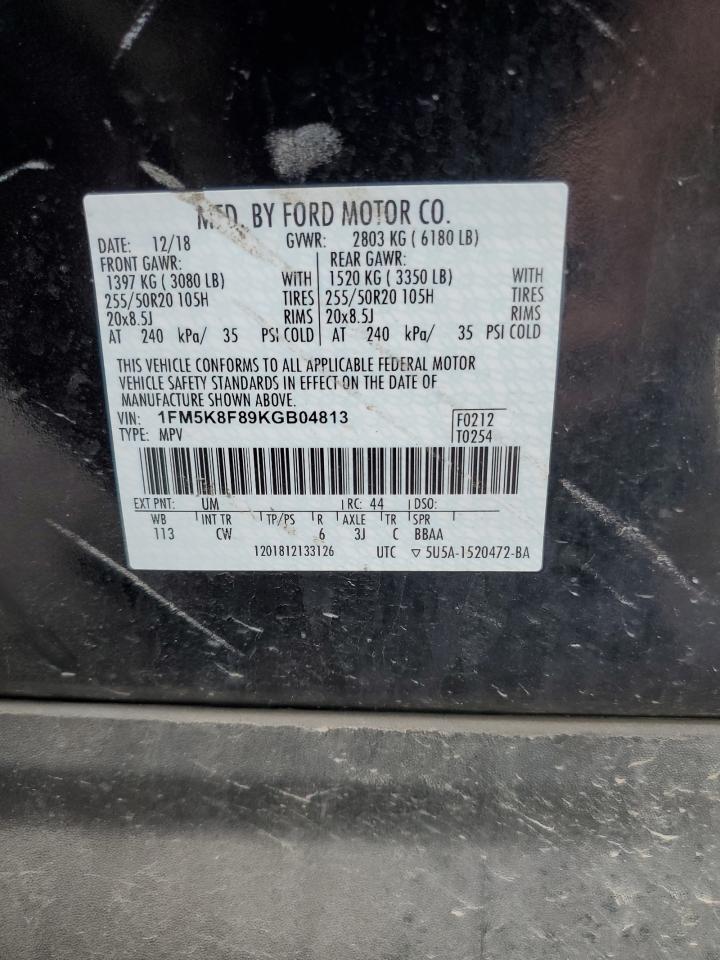 MFD. BY FORD MOTOR CO.
DATE: 12/18 GVWR: 2803 KG ( 6180 LB)
FRONT GAWR: REAR GAWR:
1397 KG ( 3080 LB) WITH 1520 KG ( 3350 LB) WITH
255/50R20 105H TIRES 255/50R20 105H TIRES
20x8.5J RIMS 20x8.5J RIMS
AT 240 kPa/ 35 PSI COLD AT 240 kPa/ 35 PSI COLD
THIS VEHICLE CONFORMS TO ALL APPLICABLE FEDERAL MOTOR
VEHICLE SAFETY STANDARDS IN EFFECT ON THE DATE OF
MANUFACTURE SHOWN ABOVE.
VIN: 1FM5K8F89KGB04813 F0212
TYPE: MPV T0254
EXT PNT: UM RC: 44 DSO:
WB INT TR TP/PS R AXLE TR SPR
113 CW 6 3J C BBAA
1201812133126 UTC ▽ 5U5A-1520472-BA